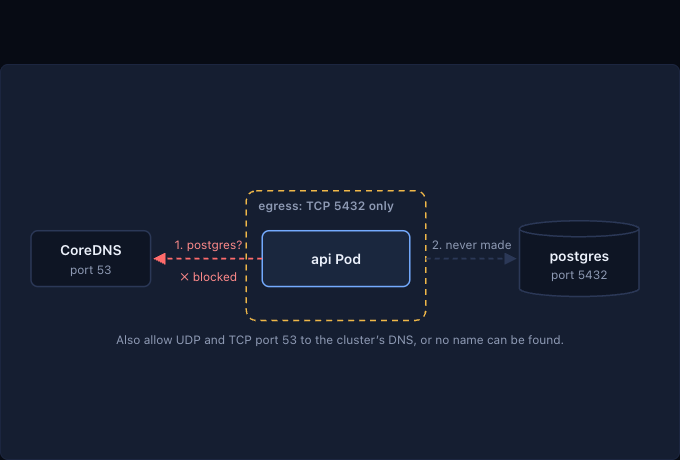 egress: TCP 5432 only
CoreDNS
port 53
1. postgres?
✕ blocked
api Pod
2. never made
postgres
port 5432
Also allow UDP and TCP port 53 to the cluster’s DNS, or no name can be found.